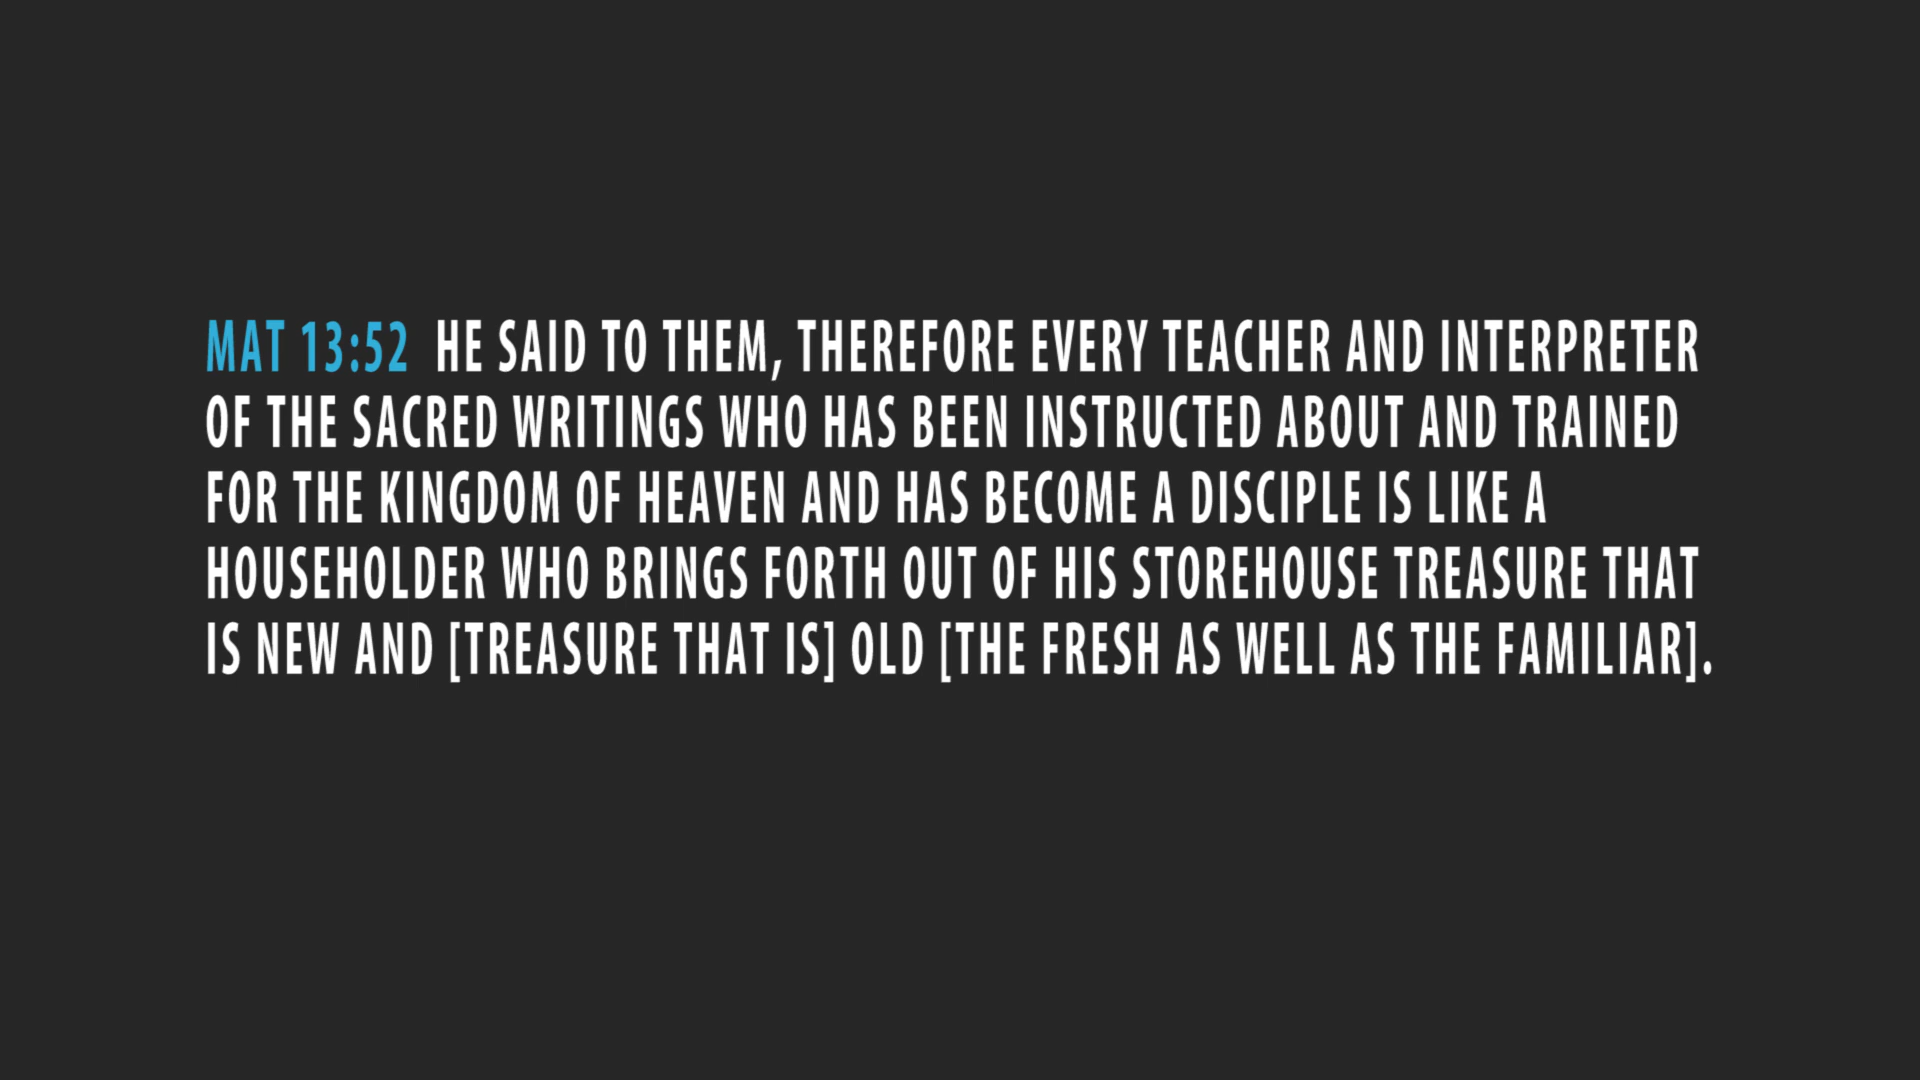 MAT 13:52 HE SAID TO THEM, THEREFORE EVERY TEACHER AND INTERPRETER
OF THE SACRED WRITINGS WHO HAS BEEN INSTRUCTED ABOUT AND TRAINED
FOR THE KINGDOM OF HEAVEN AND HAS BECOME A DISCIPLE IS LIKE A
HOUSEHOLDER WHO BRINGS FORTH OUT OF HIS STOREHOUSE TREASURE THAT
IS NEW AND [TREASURE THAT IS] OLD [THE FRESH AS WELL AS THE FAMILIAR].